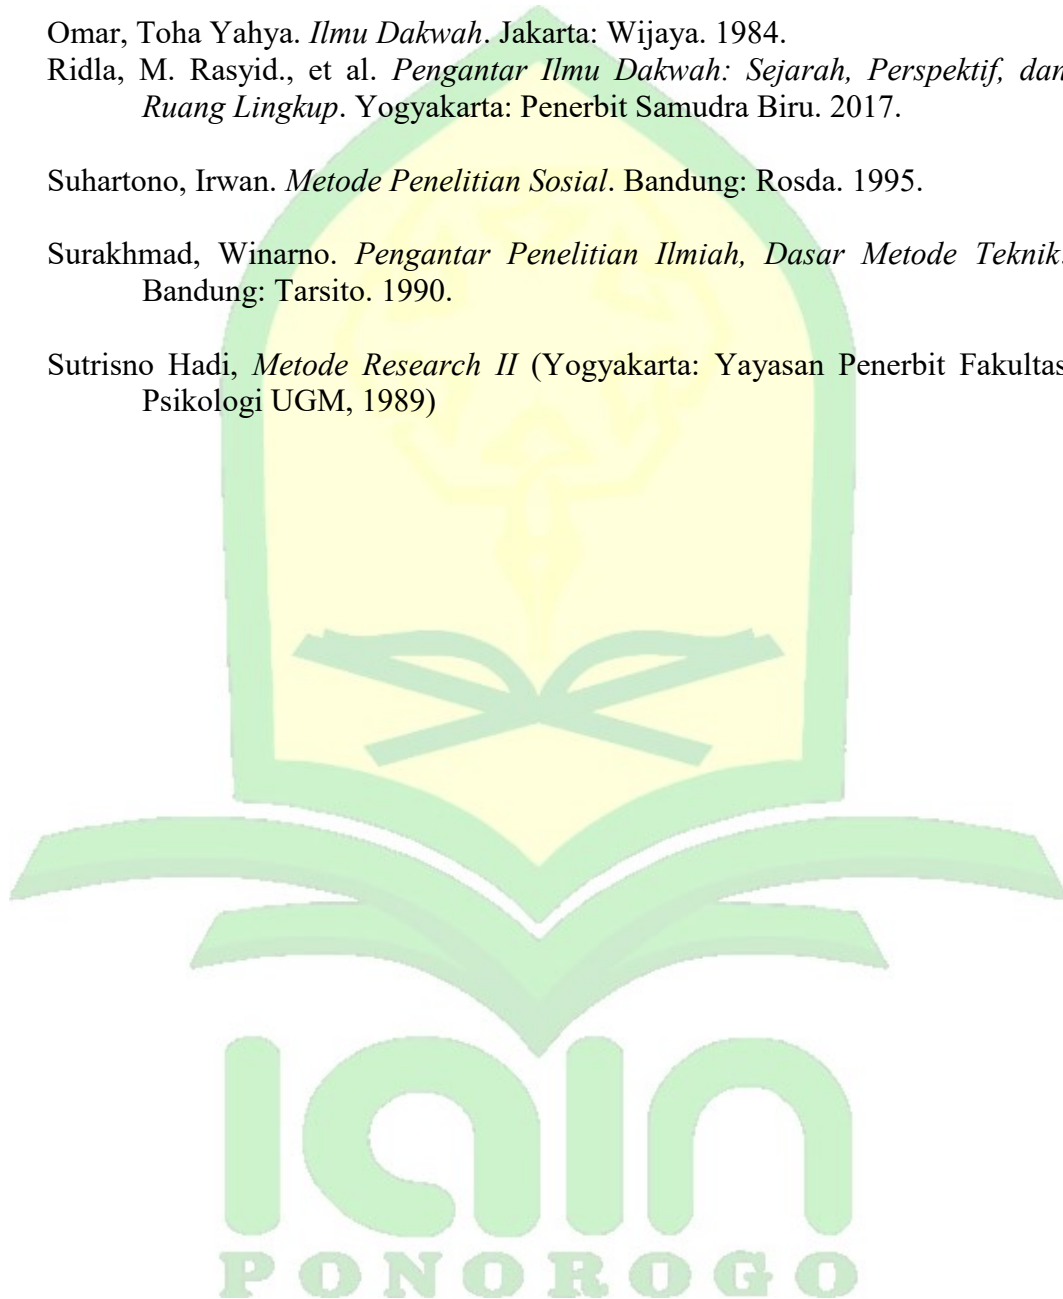 Omar, Toha Yahya. Ilmu Dakwah. Jakarta: Wijaya. 1984.
Ridla, M. Rasyid., et al. Pengantar Ilmu Dakwah: Sejarah, Perspektif, dan
Ruang Lingkup. Yogyakarta: Penerbit Samudra Biru. 2017.
Suhartono, Irwan. Metode Penelitian Sosial. Bandung: Rosda. 1995.
Surakhmad, Winarno. Pengantar Penelitian Ilmiah, Dasar Metode Teknik.
Bandung: Tarsito. 1990.
Sutrisno Hadi, Metode Research II (Yogyakarta: Yayasan Penerbit Fakultas
Psikologi UGM, 1989)
IAIN
PONOROGO